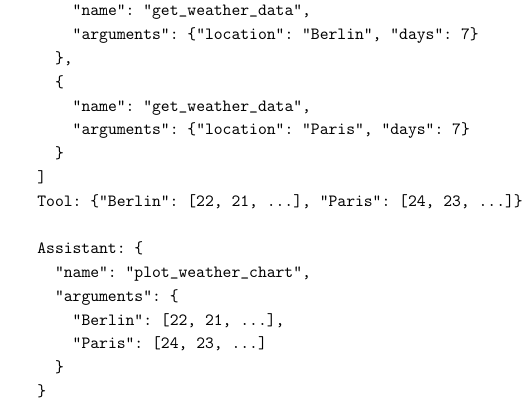 "name": "get_weather_data",
"arguments": {"location": "Berlin", "days": 7}
},
{
"name": "get_weather_data",
"arguments": {"location": "Paris", "days": 7}
}
]
Tool: {"Berlin": [22, 21, ...], "Paris": [24, 23, ...]}
Assistant: {
"name": "plot_weather_chart",
"arguments": {
"Berlin": [22, 21, ...],
"Paris": [24, 23, ...]
}
}